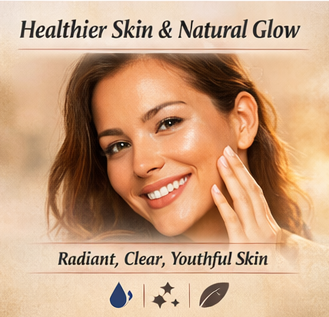 Healthier Skin & Natural Glow
Radiant, Clear, Youthful Skin